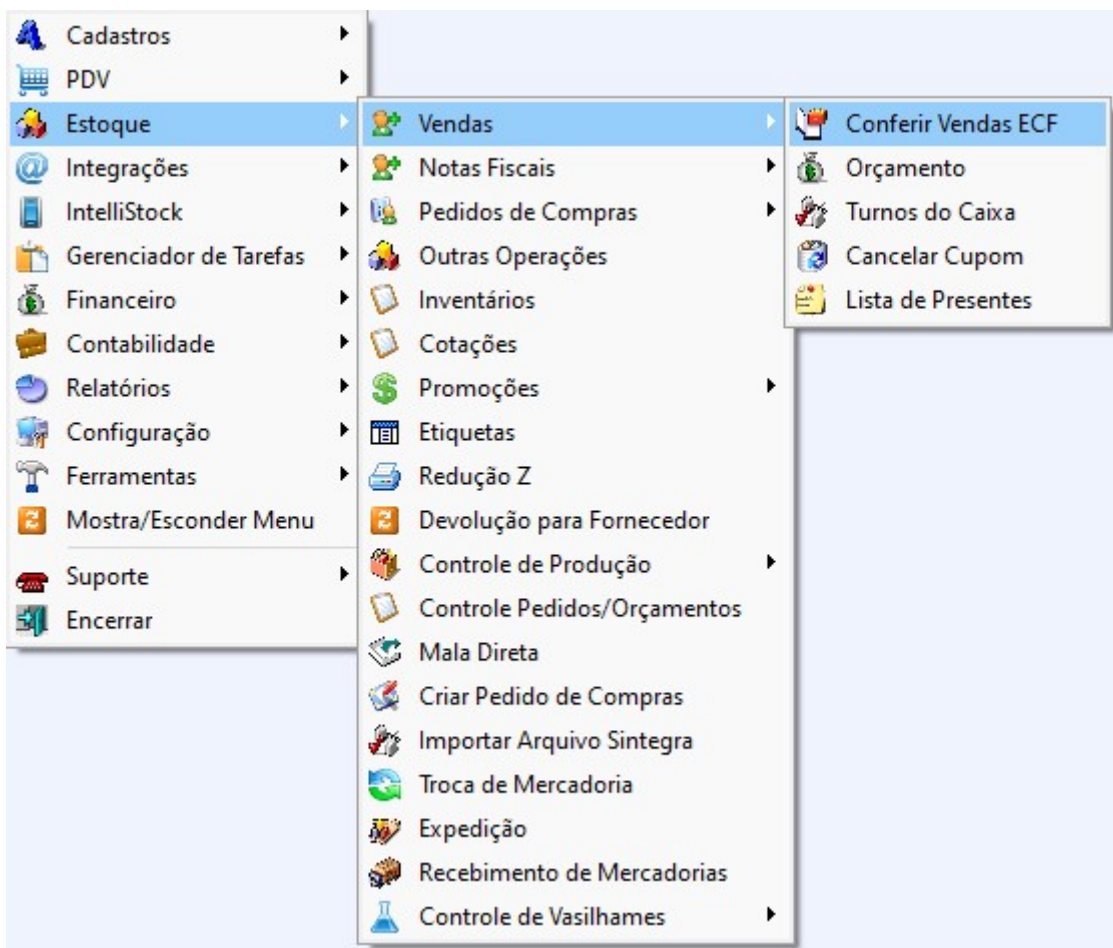 Cadastros
PDV
Estoque
Integrações
IntelliStock
Gerenciador de Tarefas
Financeiro
Contabilidade
Relatórios
Configuração
Ferramentas
Mostra/Esconder Menu
Suporte
Encerrar
Vendas
Notas Fiscais
Pedidos de Compras
Outras Operações
Inventários
Cotações
Promoções
Etiquetas
Redução Z
Devolução para Fornecedor
Controle de Produção
Controle Pedidos/Orçamentos
Mala Direta
Criar Pedido de Compras
Importar Arquivo Sintegra
Troca de Mercadoria
Expedição
Recebimento de Mercadorias
Controle de Vasilhames
Conferir Vendas ECF
Orçamento
Turnos do Caixa
Cancelar Cupom
Lista de Presentes